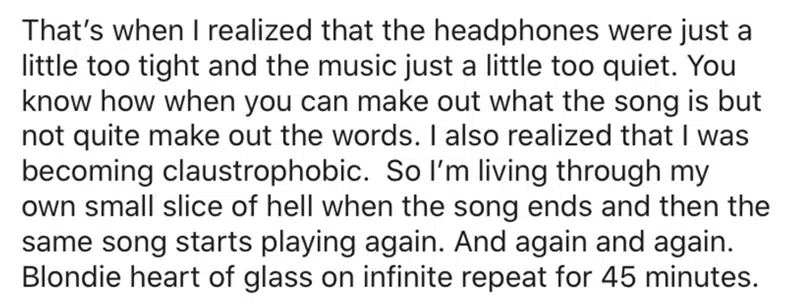 That’s when I realized that the headphones were just a
little too tight and the music just a little too quiet. You
know how when you can make out what the song is but
not quite make out the words. I also realized that I was
becoming claustrophobic.  So I’m living through my
own small slice of hell when the song ends and then the
same song starts playing again. And again and again.
Blondie heart of glass on infinite repeat for 45 minutes.